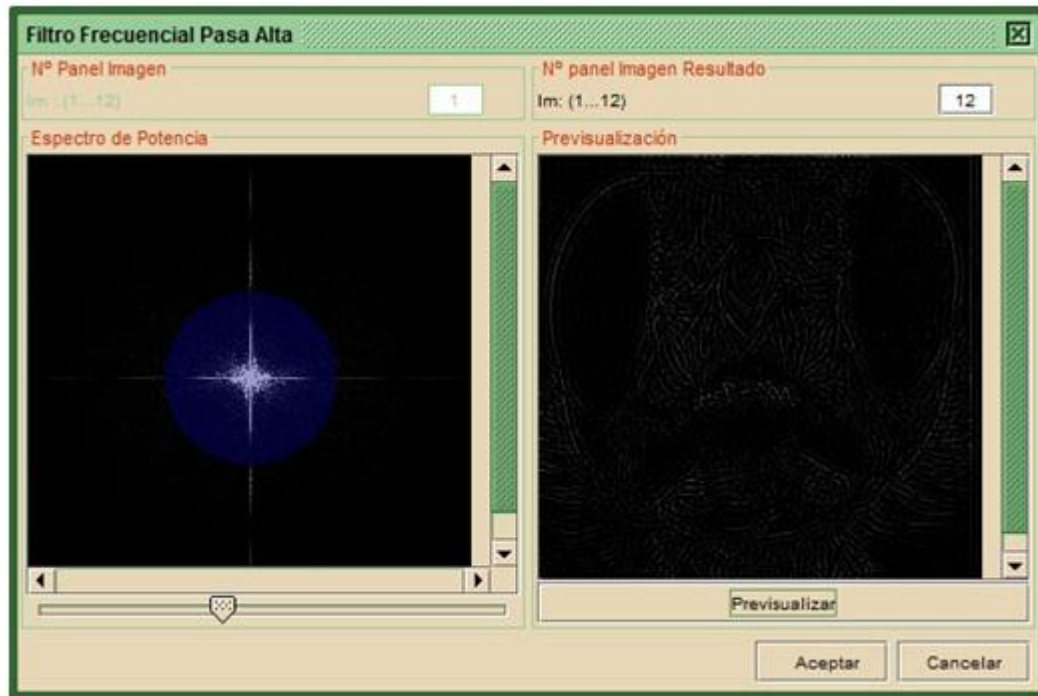 Filtro Frecuencial Pasa Alta
Nº Panel Imagen
Im : (1...12)
1
Nº panel Imagen Resultado
Im: (1...12)
12
Espectro de Potencia
Previsualización
Previsualizar
Aceptar
Cancelar